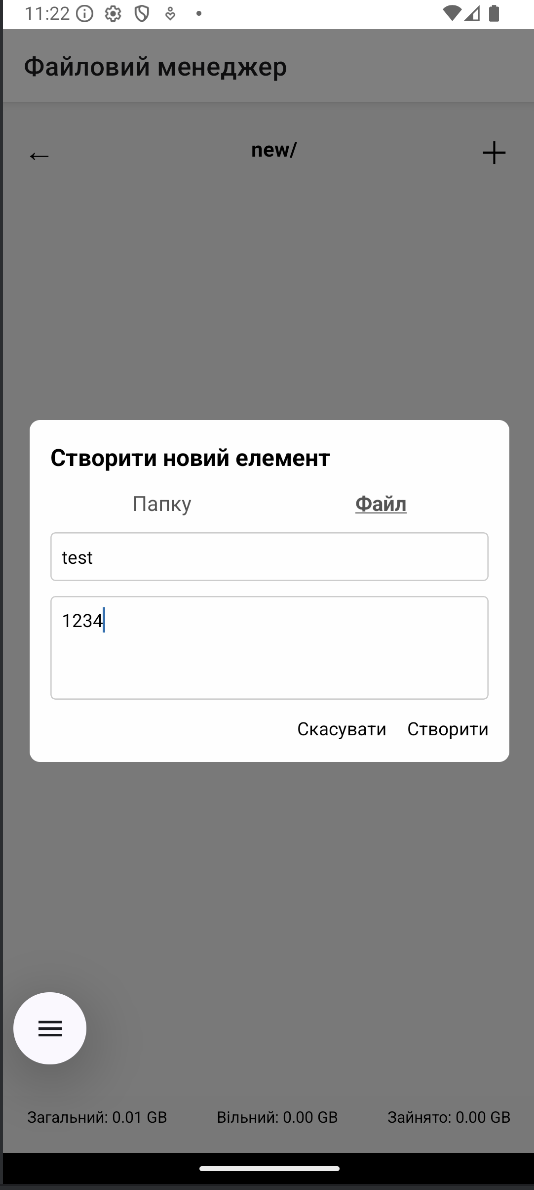 11:22
Файловий менеджер
← new/ +
Створити новий елемент
Папку Файл
test
1234
Скасувати Створити
Загальний: 0.01 GB Вільний: 0.00 GB Зайнято: 0.00 GB